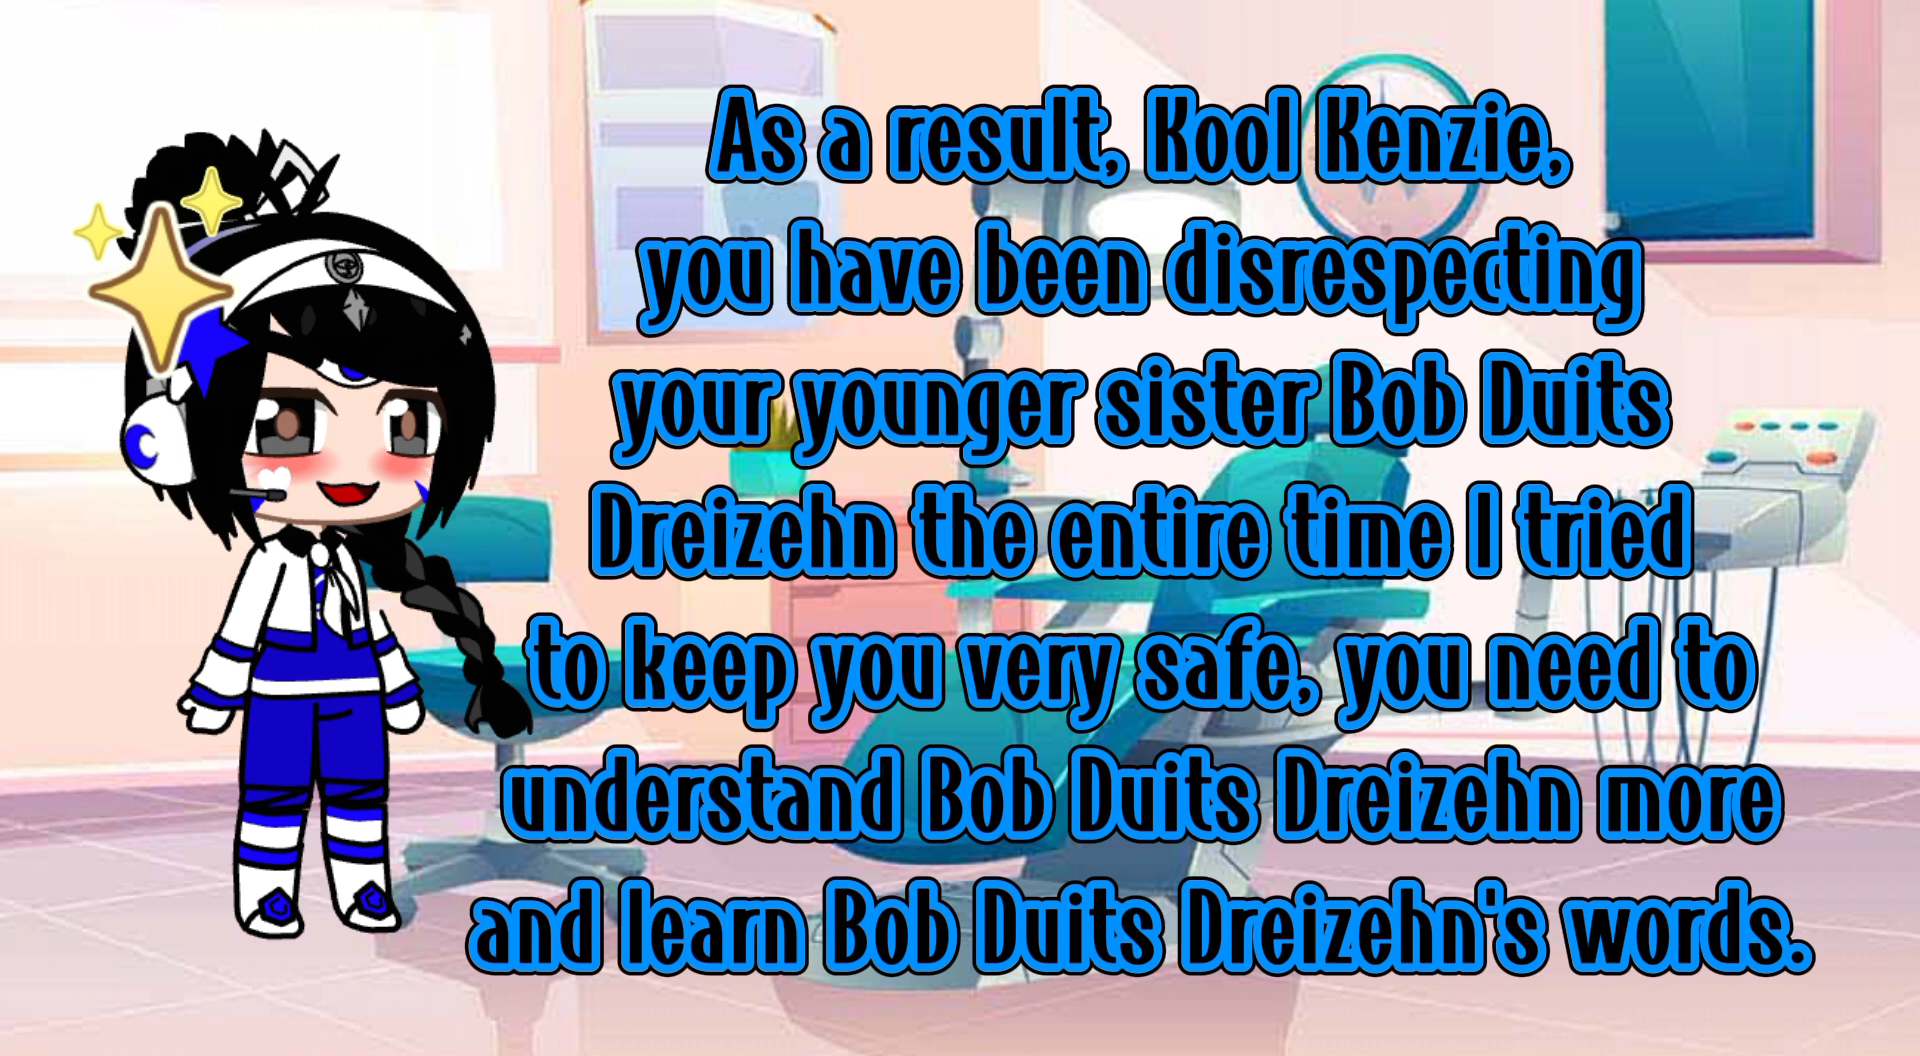 As a result, Kool Kenzie,
you have been disrespecting
your younger sister Bob Duits
Dreizehn the entire time I tried
to keep you very safe, you need to
understand Bob Duits Dreizehn more
and learn Bob Duits Dreizehn's words.